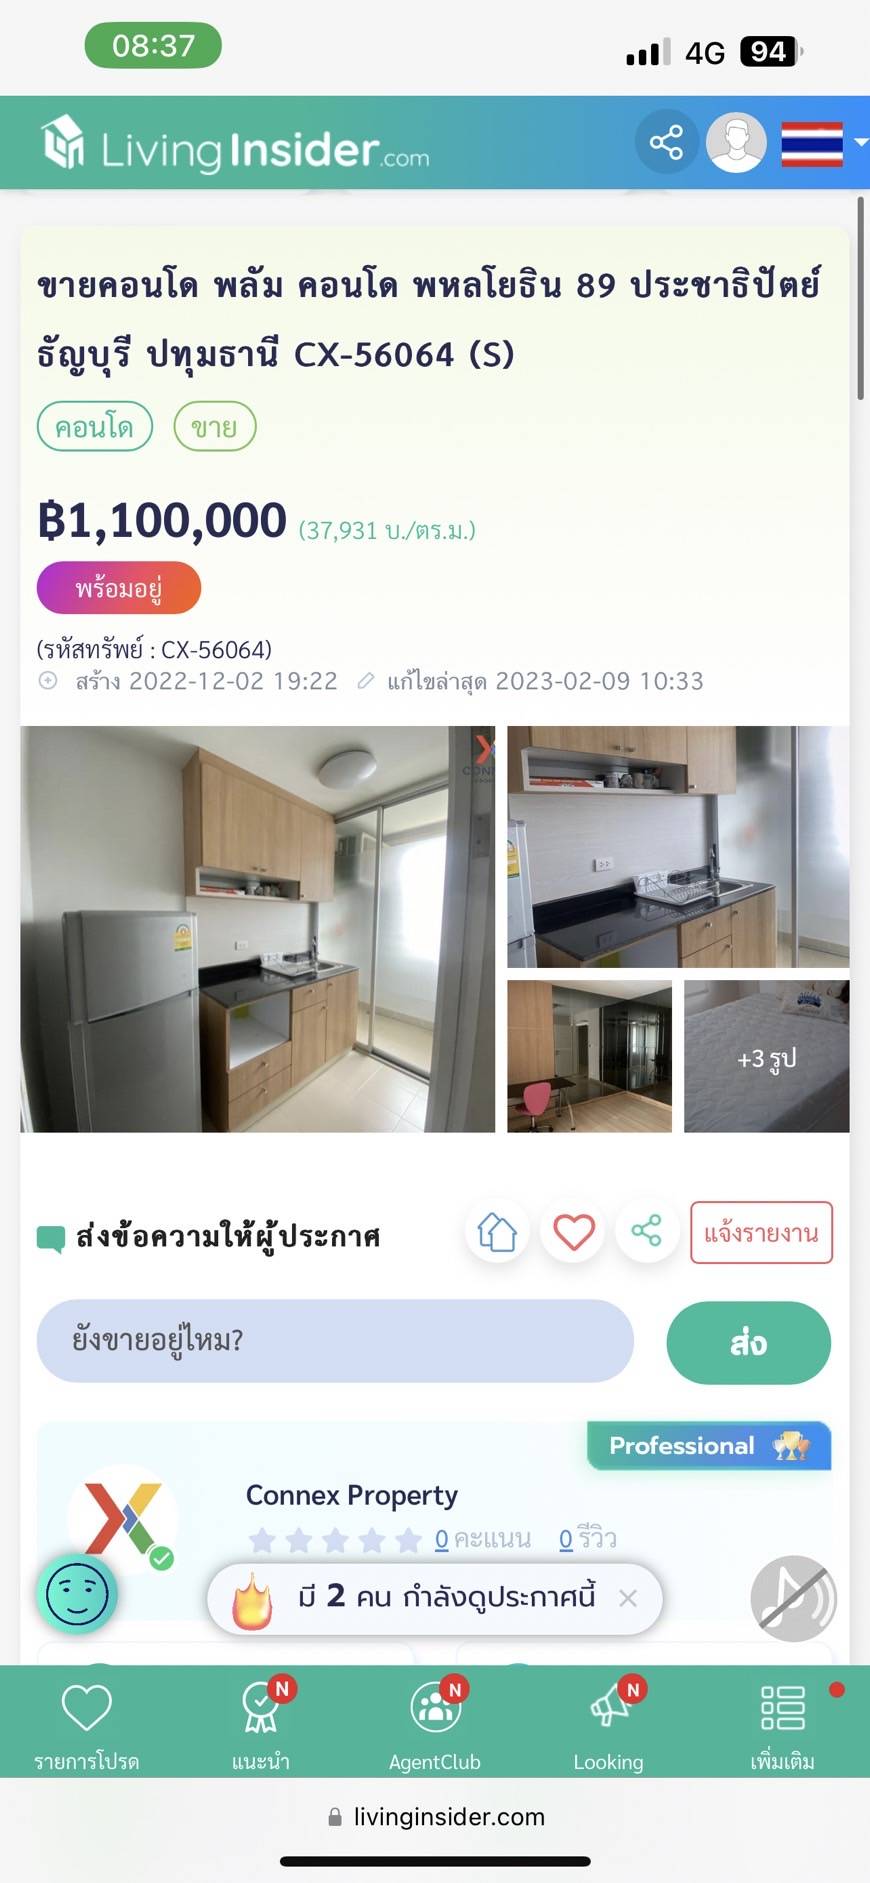 08:37
4G 94
LivingInsider.com
ขายคอนโด พลัม คอนโด พหลโยธิน 89 ประชาธิปัตย์
ธัญบุรี ปทุมธานี CX-56064 (S)
คอนโด ขาย
฿1,100,000 (37,931 บ./ตร.ม.)
พร้อมอยู่
(รหัสทรัพย์ : CX-56064)
สร้าง 2022-12-02 19:22 แก้ไขล่าสุด 2023-02-09 10:33
+3 รูป
ส่งข้อความให้ผู้ประกาศ
แจ้งรายงาน
ยังขายอยู่ไหม?
ส่ง
Professional
Connex Property
0 คะแนน 0 รีวิว
มี 2 คน กำลังดูประกาศนี้
N N N
รายการโปรด แนะนำ AgentClub Looking เพิ่มเติม
livinginsider.com